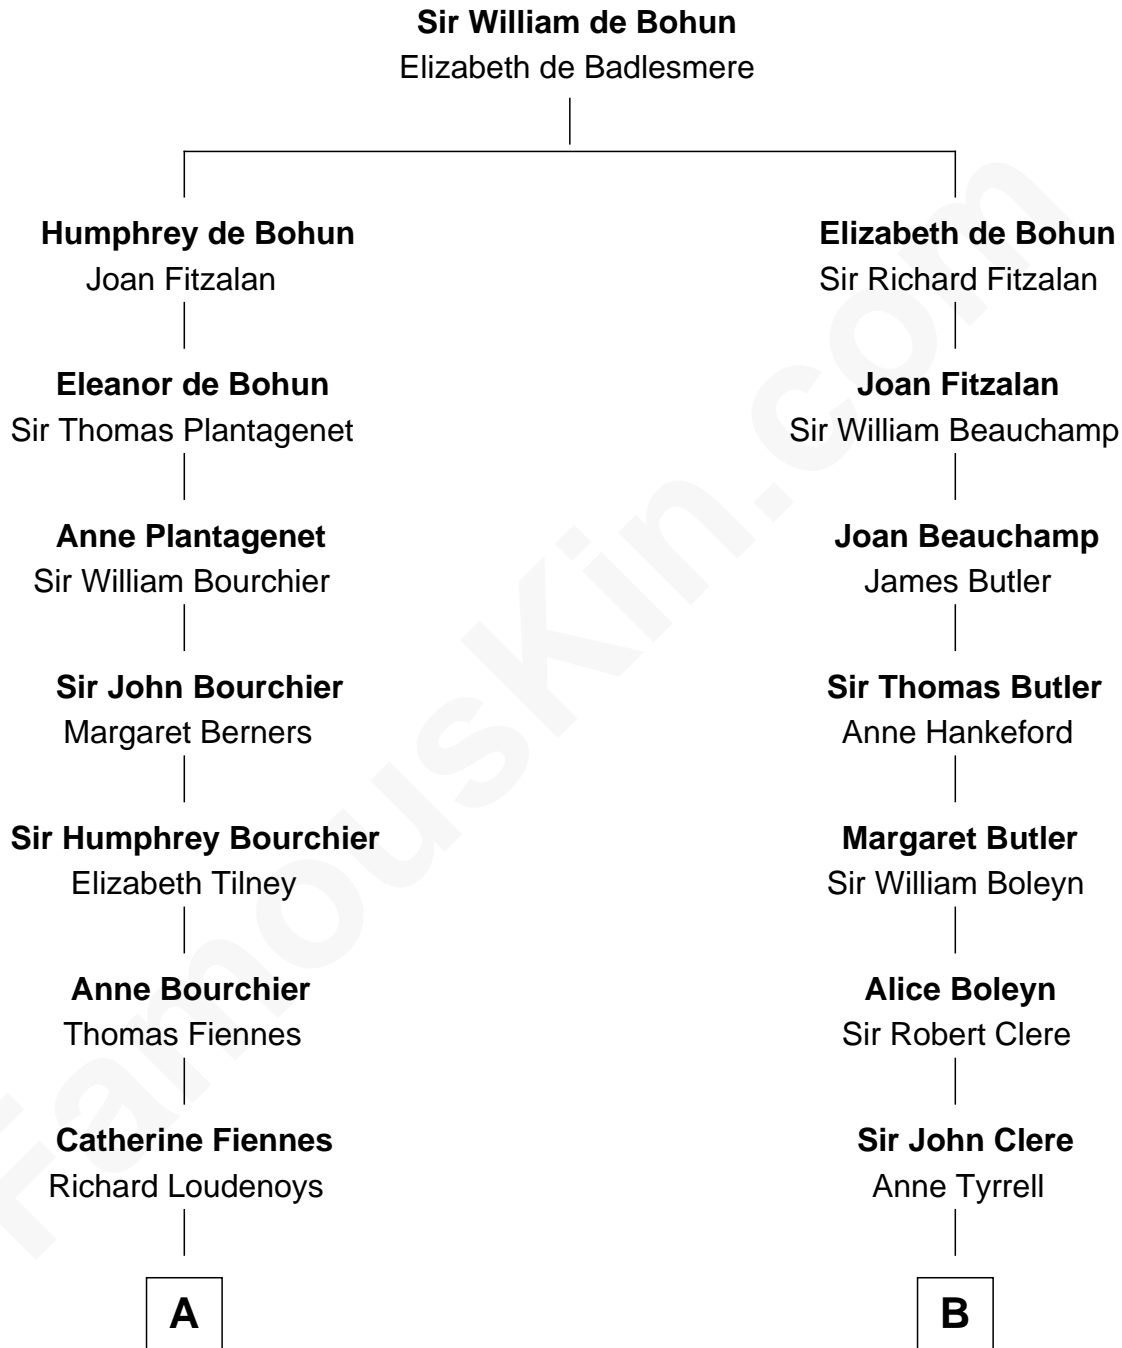 Sir William de Bohun
Elizabeth de Badlesmere
Humphrey de Bohun
Joan Fitzalan
Eleanor de Bohun
Sir Thomas Plantagenet
Anne Plantagenet
Sir William Bourchier
Sir John Bourchier
Margaret Berners
Sir Humphrey Bourchier
Elizabeth Tilney
Anne Bourchier
Thomas Fiennes
Catherine Fiennes
Richard Loudenoys
A
Elizabeth de Bohun
Sir Richard Fitzalan
Joan Fitzalan
Sir William Beauchamp
Joan Beauchamp
James Butler
Sir Thomas Butler
Anne Hankeford
Margaret Butler
Sir William Boleyn
Alice Boleyn
Sir Robert Clere
Sir John Clere
Anne Tyrrell
B
FamousKin.com